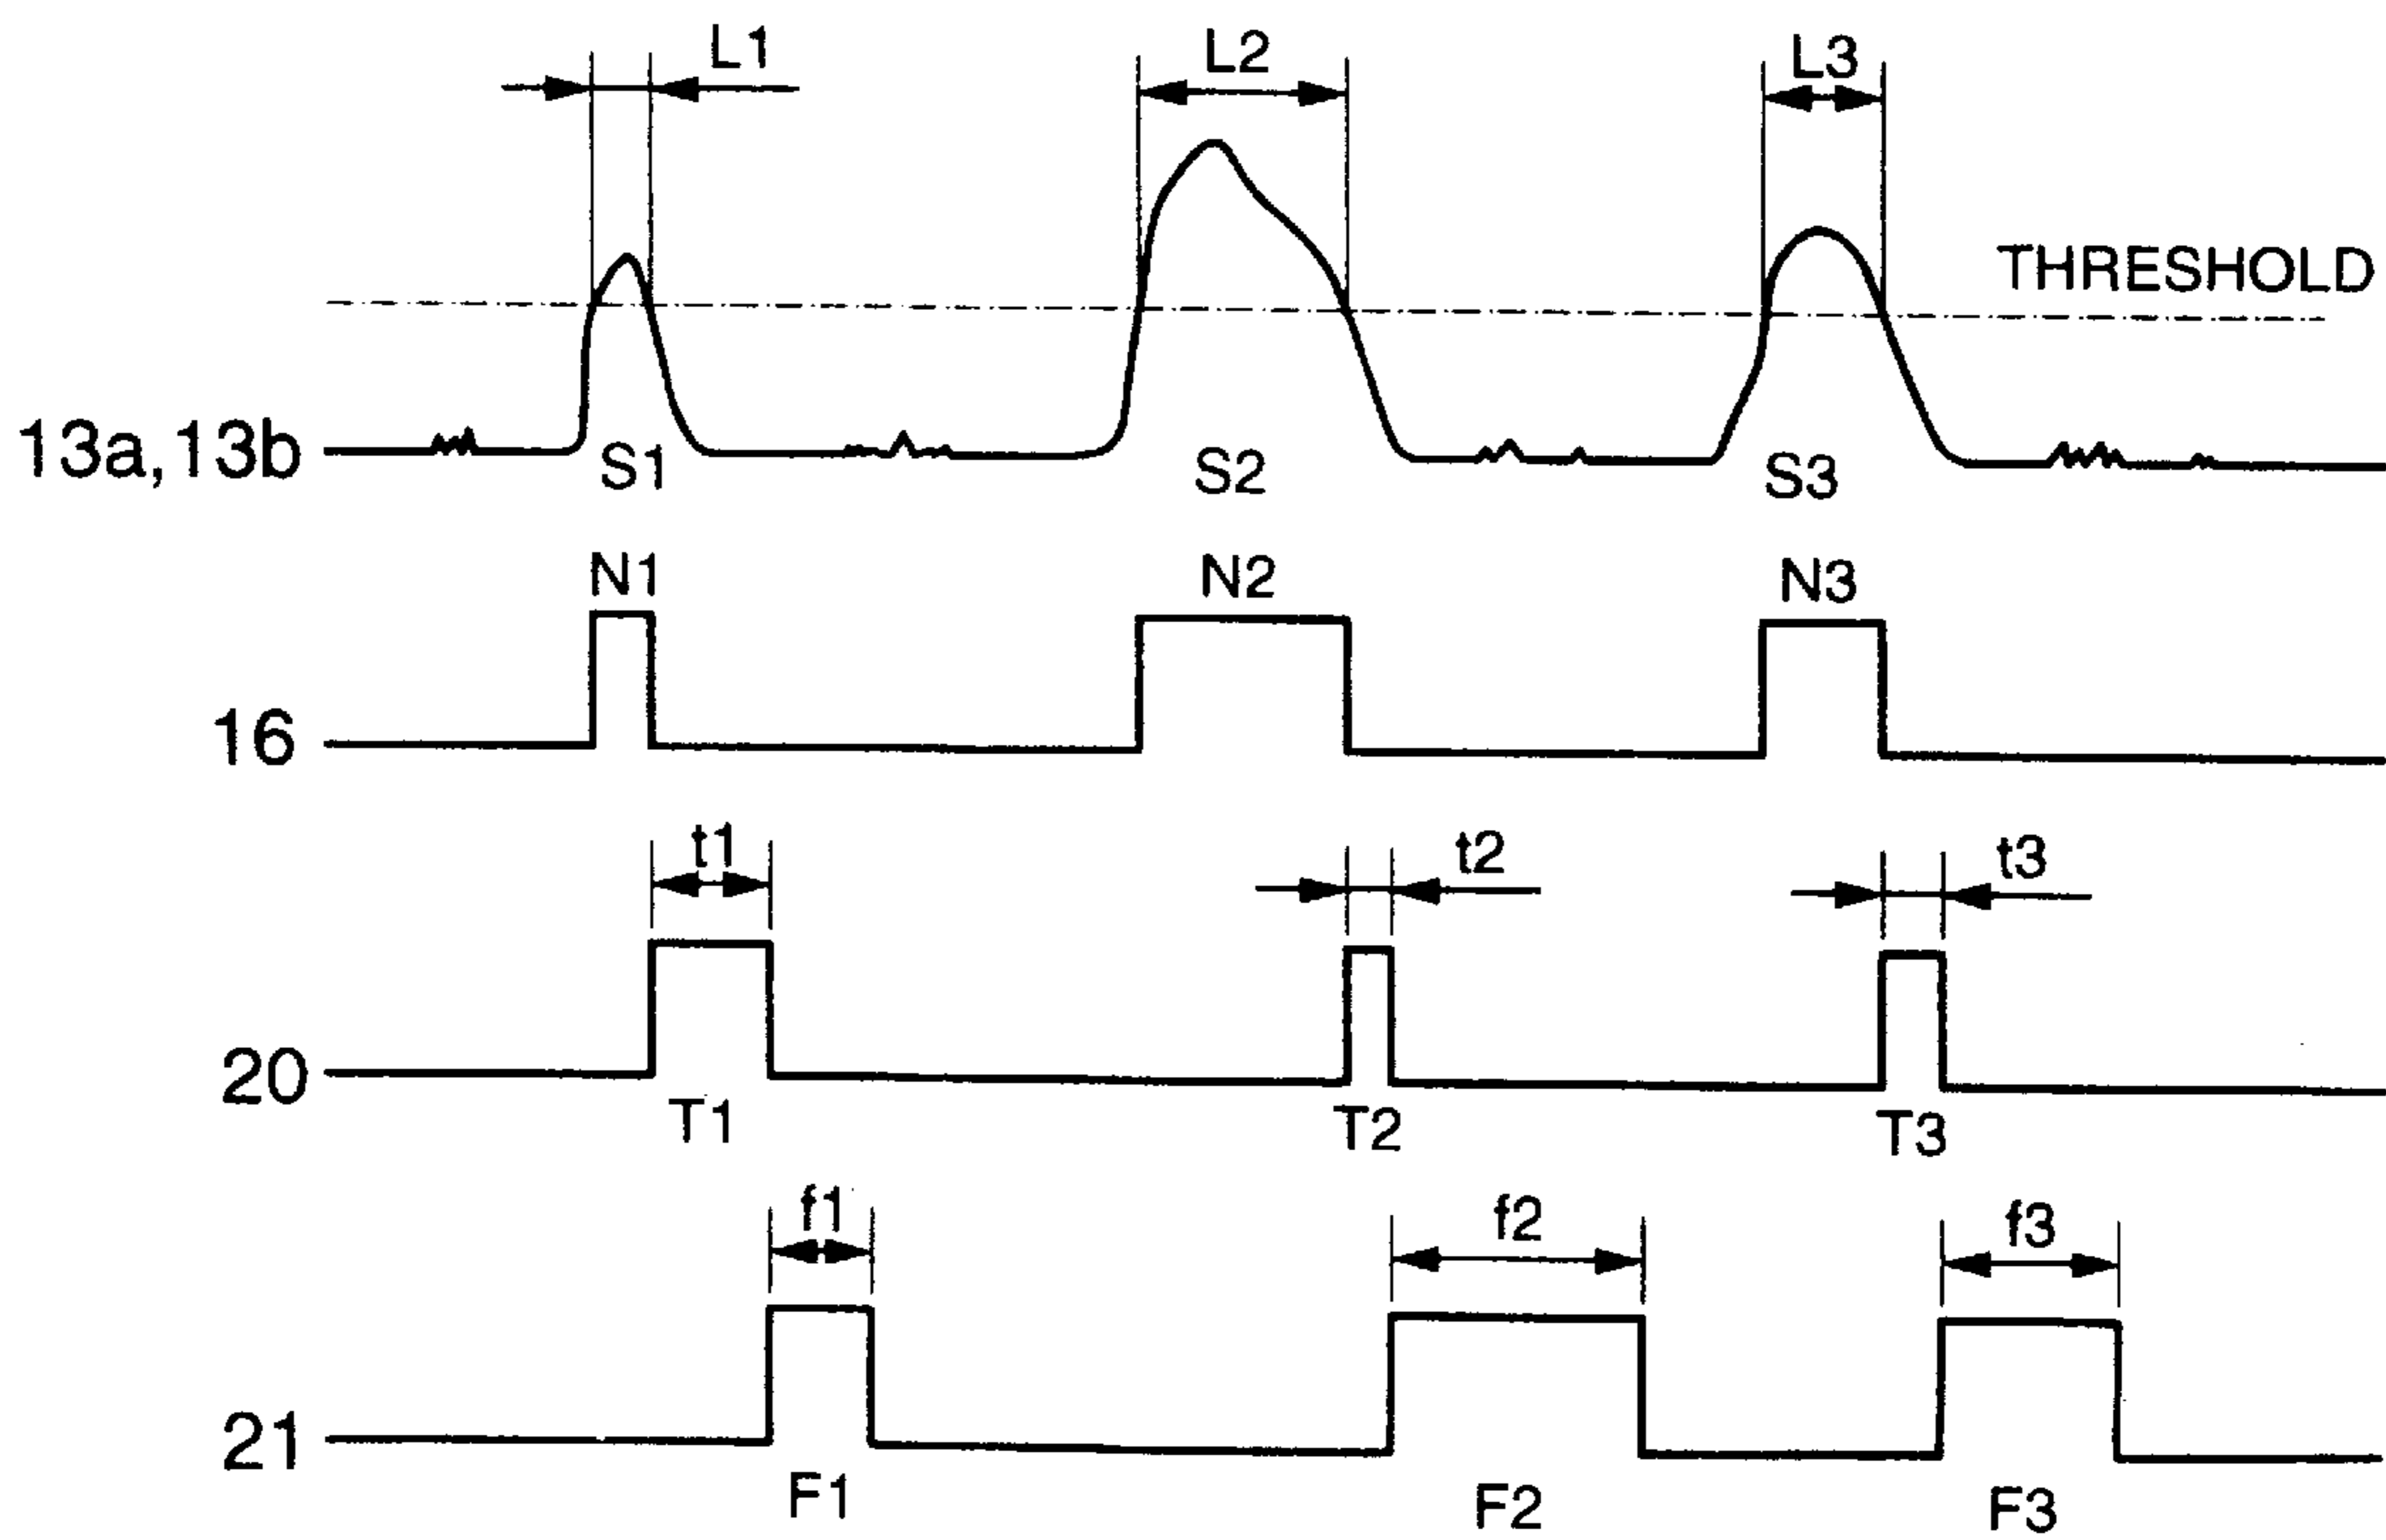 L1 L2 L3
THRESHOLD
13a,13b S1 S2 S3
N1 N2 N3
16
t1 t2 t3
20
T1 T2 T3
f1 f2 f3
21
F1 F2 F3